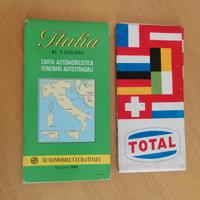 Italia
AL 1:200.000
CARTA AUTOMOBILISTICA
ITINERARI AUTOSTRADALI
AUTOMOBILE CLUB D'ITALIA
TOTAL